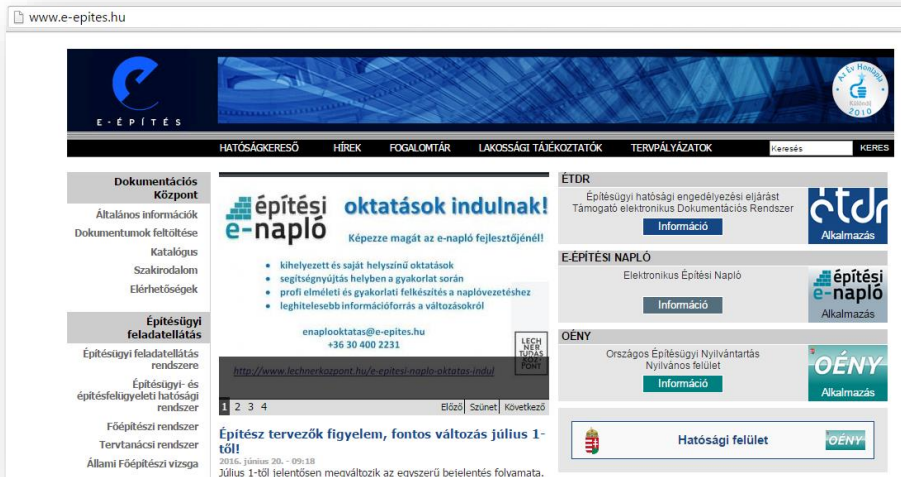 www.e-epites.hu
E-ÉPÍTÉS
Az Év Honlapja
Különdíj
2010
HATÓSÁGKERESŐ HÍREK FOGALOMTÁR LAKOSSÁGI TÁJÉKOZTATÓK TERVPÁLYÁZATOK Keresés KERES
Dokumentációs
Központ
Általános információk
Dokumentumok feltöltése
Katalógus
Szakirodalom
Elérhetőségek
Építésügyi
feladatellátás
Építésügyi feladatellátás
rendszere
Építésügyi- és
építésfelügyeleti hatósági
rendszer
Főépítészi rendszer
Tervtanácsi rendszer
Állami Főépítészi vizsga
építési
e-napló
oktatások indulnak!
Képezze magát az e-napló fejlesztőjénél!
• kihelyezett és saját helyszínű oktatások
• segítségnyújtás helyben a gyakorlat során
• profi elméleti és gyakorlati felkészítés a naplóvezetéshez
• leghitelesebb információforrás a változásokról
enaplooktatas@e-epites.hu
+36 30 400 2231
LECH
NER
TUDÁS
KÖZ
PONT
http://www.lechnerkozpont.hu/e-epitesi-naplo-oktatas-indul
1 2 3 4 Előző Szünet Következő
Építész tervezők figyelem, fontos változás július 1-
től!
2016. június 20. - 09:18
Július 1-től jelentősen megváltozik az egyszerű bejelentés folyamata.
ÉTDR
Építésügyi hatósági engedélyezési eljárást
Támogató elektronikus Dokumentációs Rendszer
Információ
étdr
Alkalmazás
E-ÉPÍTÉSI NAPLÓ
Elektronikus Építési Napló
Információ
építési
e-napló
Alkalmazás
OÉNY
Országos Építésügyi Nyilvántartás
Nyilvános felület
Információ
OÉNY
Alkalmazás
Hatósági felület
OÉNY